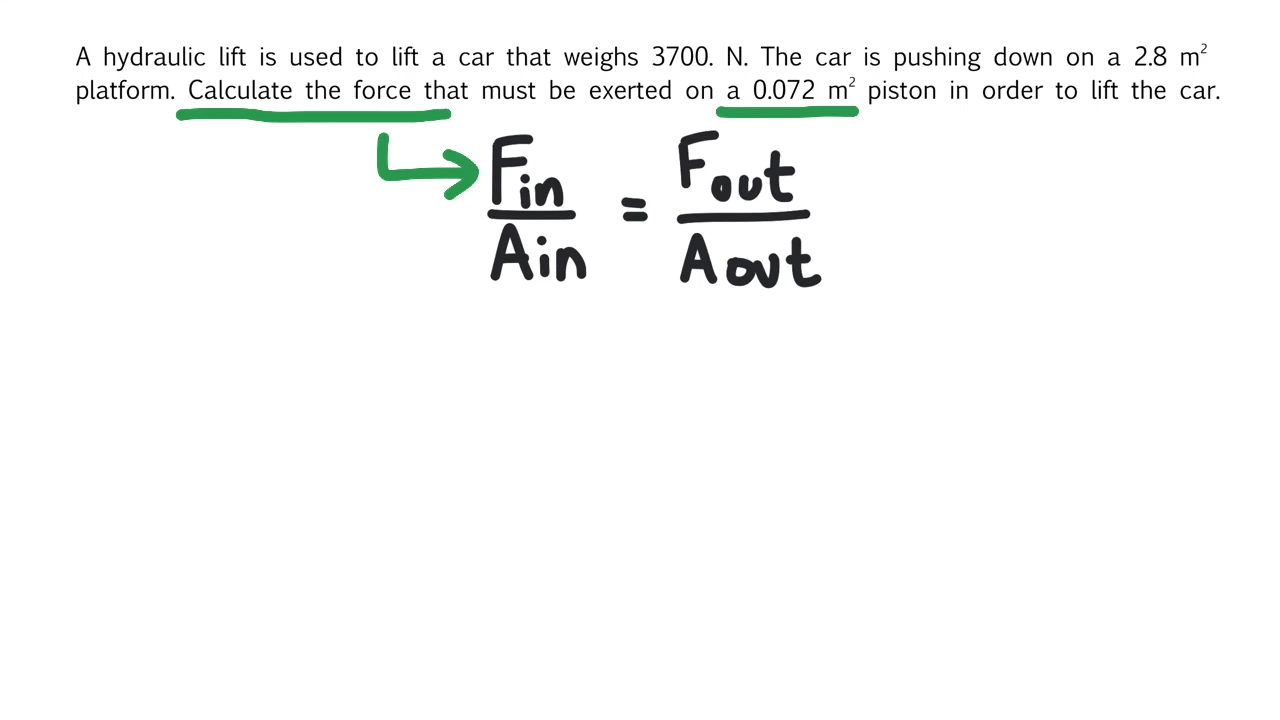 A hydraulic lift is used to lift a car that weighs 3700. N. The car is pushing down on a 2.8 m²
platform. Calculate the force that must be exerted on a 0.072 m² piston in order to lift the car.
Fin = Fout
Ain Aout